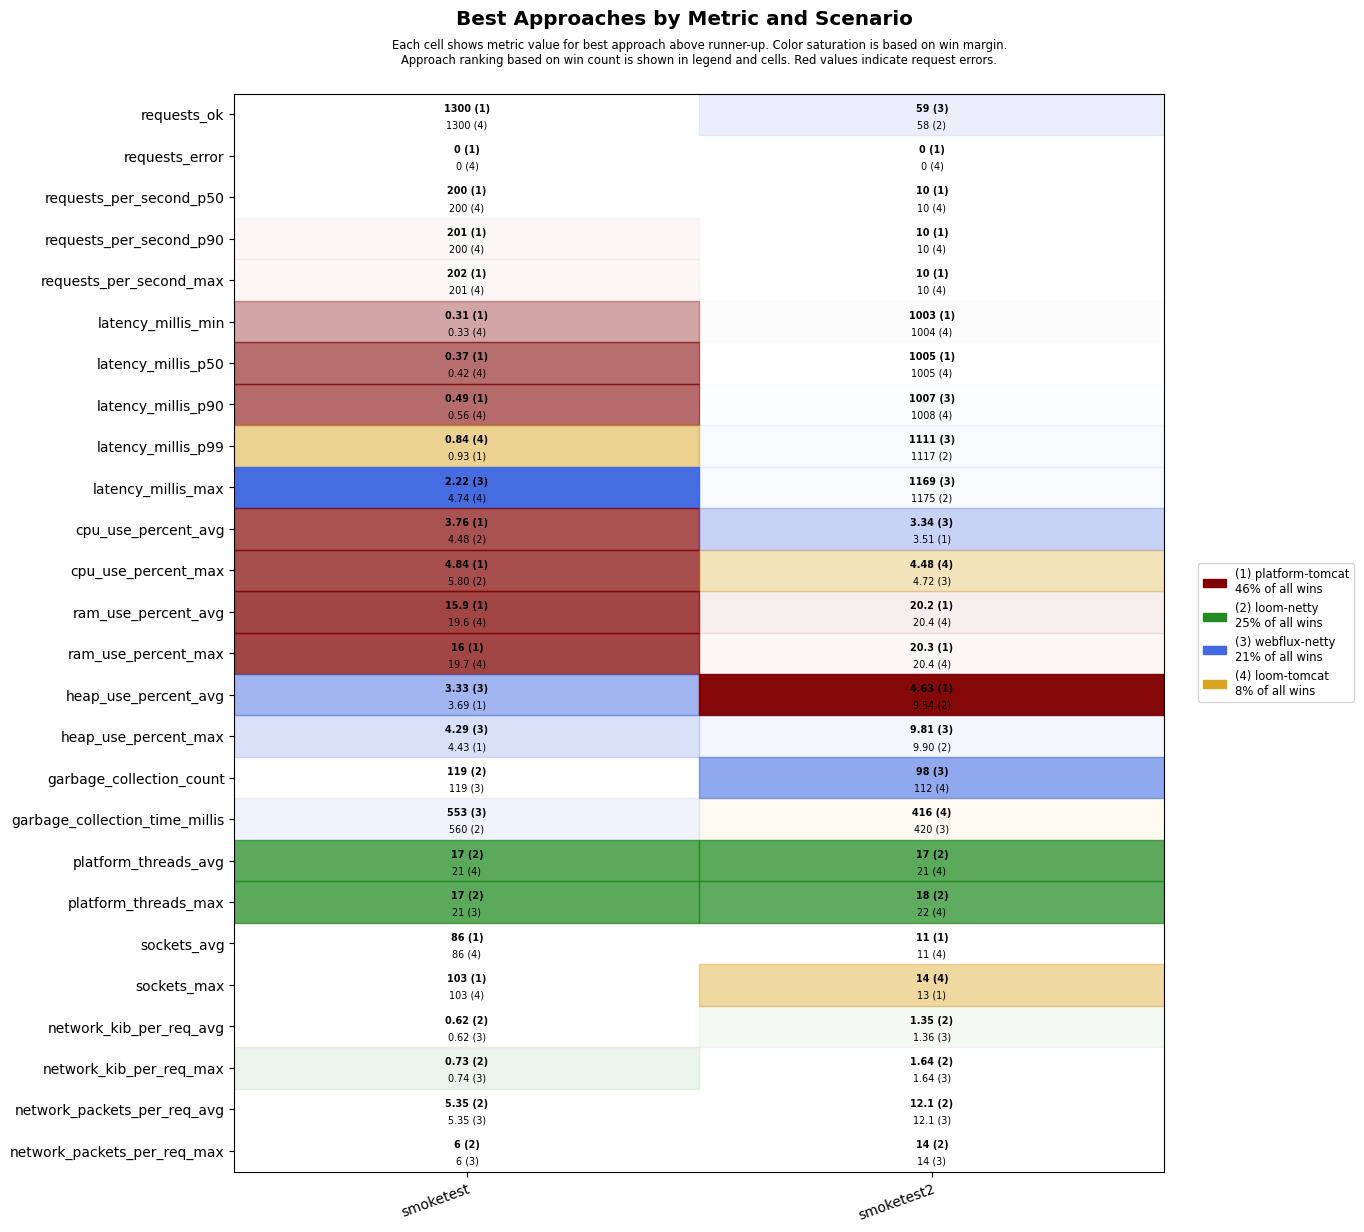 Best Approaches by Metric and Scenario
Each cell shows metric value for best approach above runner-up. Color saturation is based on win margin.
Approach ranking based on win count is shown in legend and cells. Red values indicate request errors.
requests_ok
1300 (1)
1300 (4)
59 (3)
58 (2)
requests_error
0 (1)
0 (4)
0 (1)
0 (4)
requests_per_second_p50
200 (1)
200 (4)
10 (1)
10 (4)
requests_per_second_p90
201 (1)
200 (4)
10 (1)
10 (4)
requests_per_second_max
202 (1)
201 (4)
10 (1)
10 (4)
latency_millis_min
0.31 (1)
0.33 (4)
1003 (1)
1004 (4)
latency_millis_p50
0.37 (1)
0.42 (4)
1005 (1)
1005 (4)
latency_millis_p90
0.49 (1)
0.56 (4)
1007 (3)
1008 (4)
latency_millis_p99
0.84 (4)
0.93 (1)
1111 (3)
1117 (2)
latency_millis_max
2.22 (3)
4.74 (4)
1169 (3)
1175 (2)
cpu_use_percent_avg
3.76 (1)
4.48 (2)
3.34 (3)
3.51 (1)
cpu_use_percent_max
4.84 (1)
5.80 (2)
4.48 (4)
4.72 (3)
ram_use_percent_avg
15.9 (1)
19.6 (4)
20.2 (1)
20.4 (4)
ram_use_percent_max
16 (1)
19.7 (4)
20.3 (1)
20.4 (4)
heap_use_percent_avg
3.33 (3)
3.69 (1)
4.63 (1)
9.54 (2)
heap_use_percent_max
4.29 (3)
4.43 (1)
9.81 (3)
9.90 (2)
garbage_collection_count
119 (2)
119 (3)
98 (3)
112 (4)
garbage_collection_time_millis
553 (3)
560 (2)
416 (4)
420 (3)
platform_threads_avg
17 (2)
21 (4)
17 (2)
21 (4)
platform_threads_max
17 (2)
21 (3)
18 (2)
22 (4)
sockets_avg
86 (1)
86 (4)
11 (1)
11 (4)
sockets_max
103 (1)
103 (4)
14 (4)
13 (1)
network_kib_per_req_avg
0.62 (2)
0.62 (3)
1.35 (2)
1.36 (3)
network_kib_per_req_max
0.73 (2)
0.74 (3)
1.64 (2)
1.64 (3)
network_packets_per_req_avg
5.35 (2)
5.35 (3)
12.1 (2)
12.1 (3)
network_packets_per_req_max
6 (2)
6 (3)
14 (2)
14 (3)
smoketest
smoketest2
(1) platform-tomcat
46% of all wins
(2) loom-netty
25% of all wins
(3) webflux-netty
21% of all wins
(4) loom-tomcat
8% of all wins